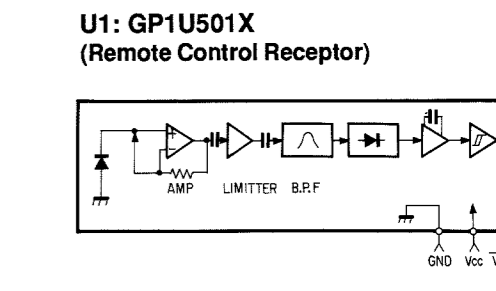 U1: GP1U501X
(Remote Control Receptor)
AMP LIMITTER B.P.F
GND Vcc